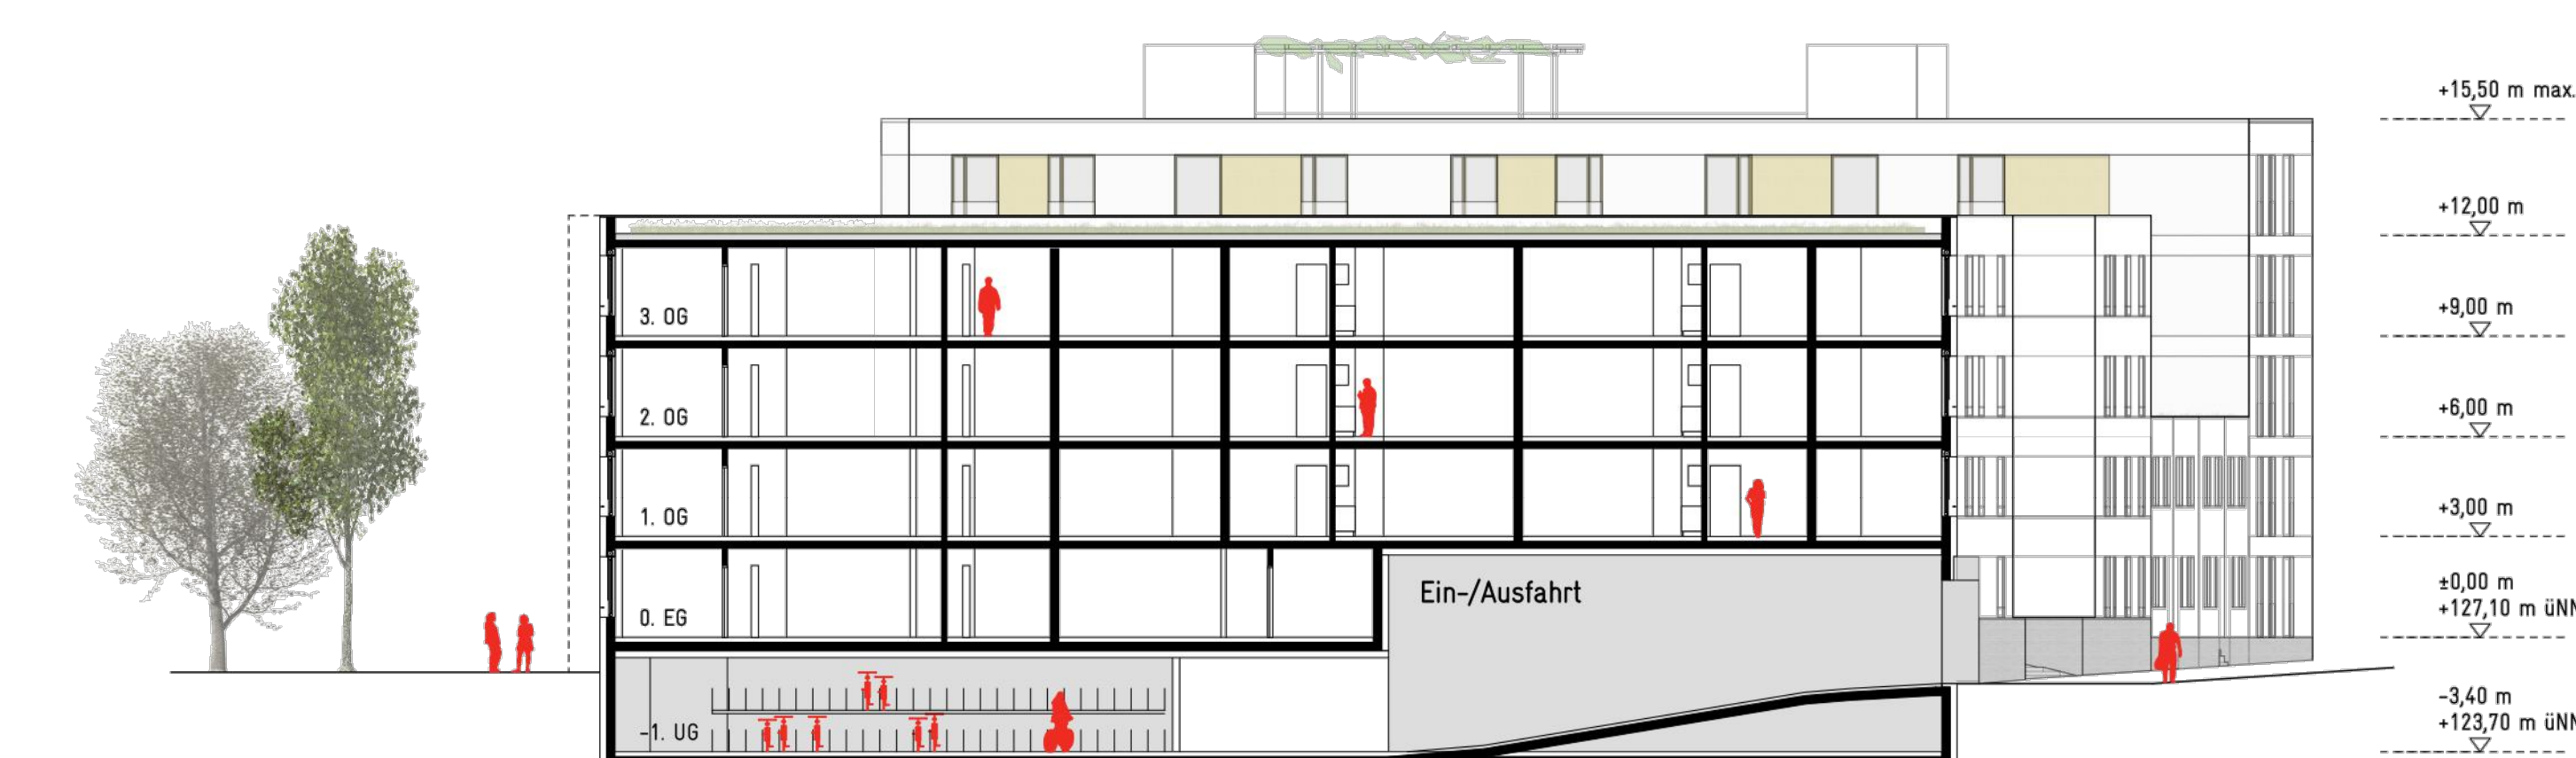 +15,50 m max.
+12,00 m
3. OG
+9,00 m
2. OG
+6,00 m
1. OG
+3,00 m
Ein-/Ausfahrt
0. EG
±0,00 m
+127,10 m üNN
-1. UG
-3,40 m
+123,70 m üNN